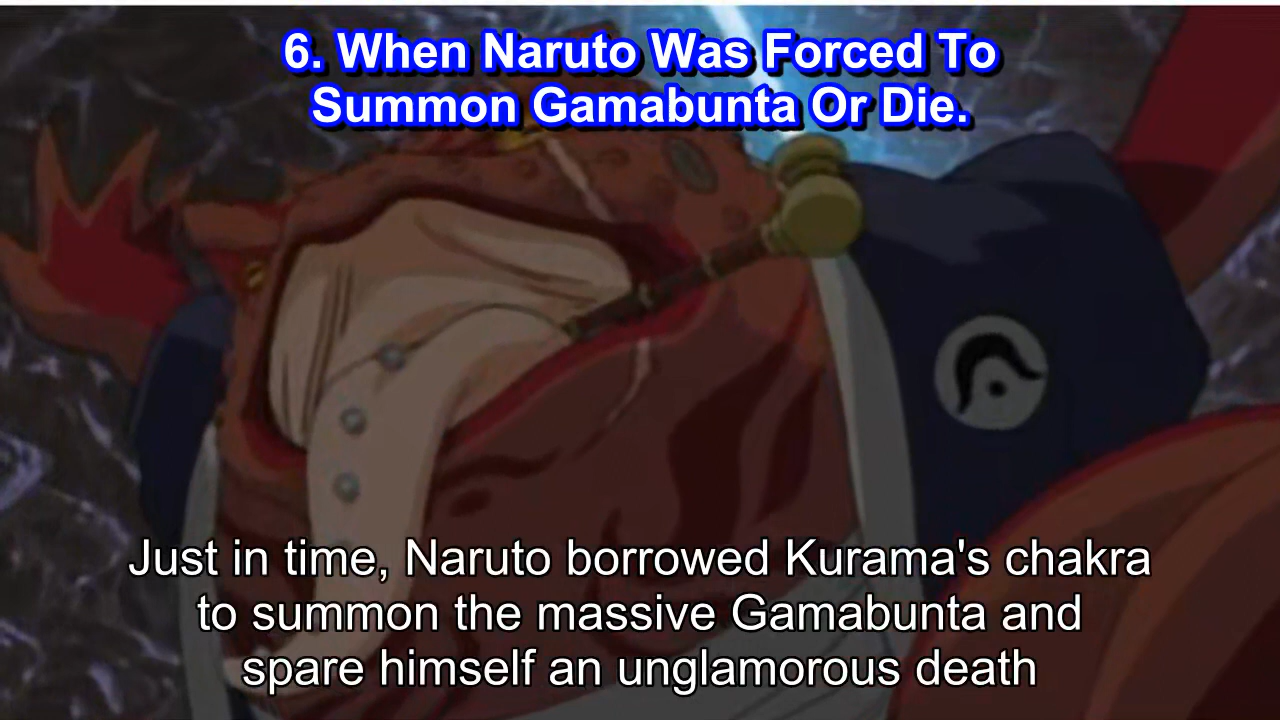 6. When Naruto Was Forced To
Summon Gamabunta Or Die.
Just in time, Naruto borrowed Kurama's chakra
to summon the massive Gamabunta and
spare himself an unglamorous death